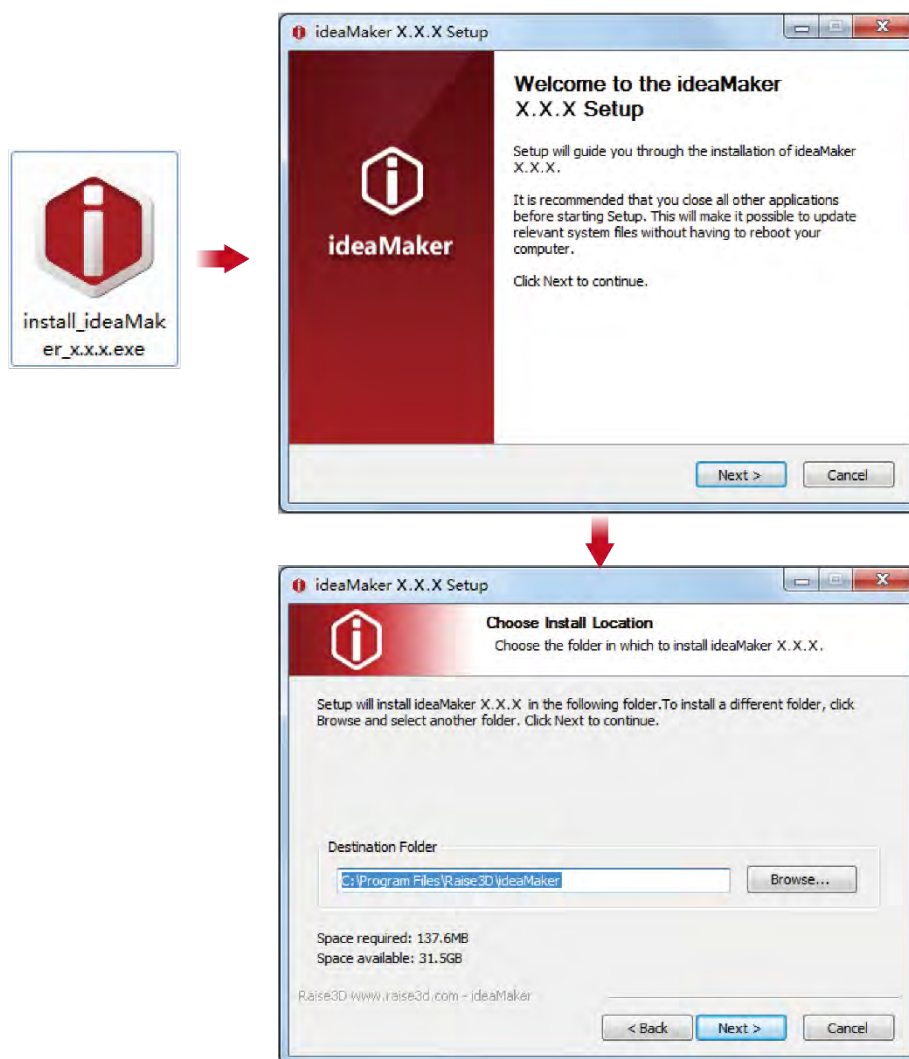 ideaMaker X.X.X Setup
Welcome to the ideaMaker
X.X.X Setup
Setup will guide you through the installation of ideaMaker
X.X.X.
It is recommended that you close all other applications
before starting Setup. This will make it possible to update
relevant system files without having to reboot your
computer.
Click Next to continue.
ideaMaker
Next >
Cancel
install_ideaMak
er_x.x.x.exe
ideaMaker X.X.X Setup
Choose Install Location
Choose the folder in which to install ideaMaker X.X.X.
Setup will install ideaMaker X.X.X in the following folder.To install a different folder, click
Browse and select another folder. Click Next to continue.
Destination Folder
C:\Program Files\Raise3D\ideaMaker
Browse...
Space required: 137.6MB
Space available: 31.5GB
Raise3D www.raise3d.com - ideaMaker
< Back
Next >
Cancel